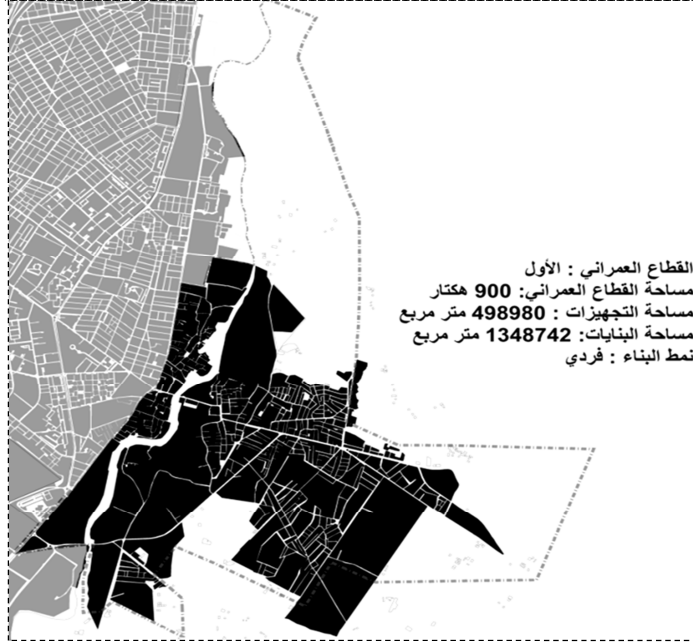 القطاع العمراني : الأول
مساحة القطاع العمراني: 900 هكتار
مساحة التجهيزات : 498980 متر مربع
مساحة البنايات: 1348742 متر مربع
نمط البناء : فردي